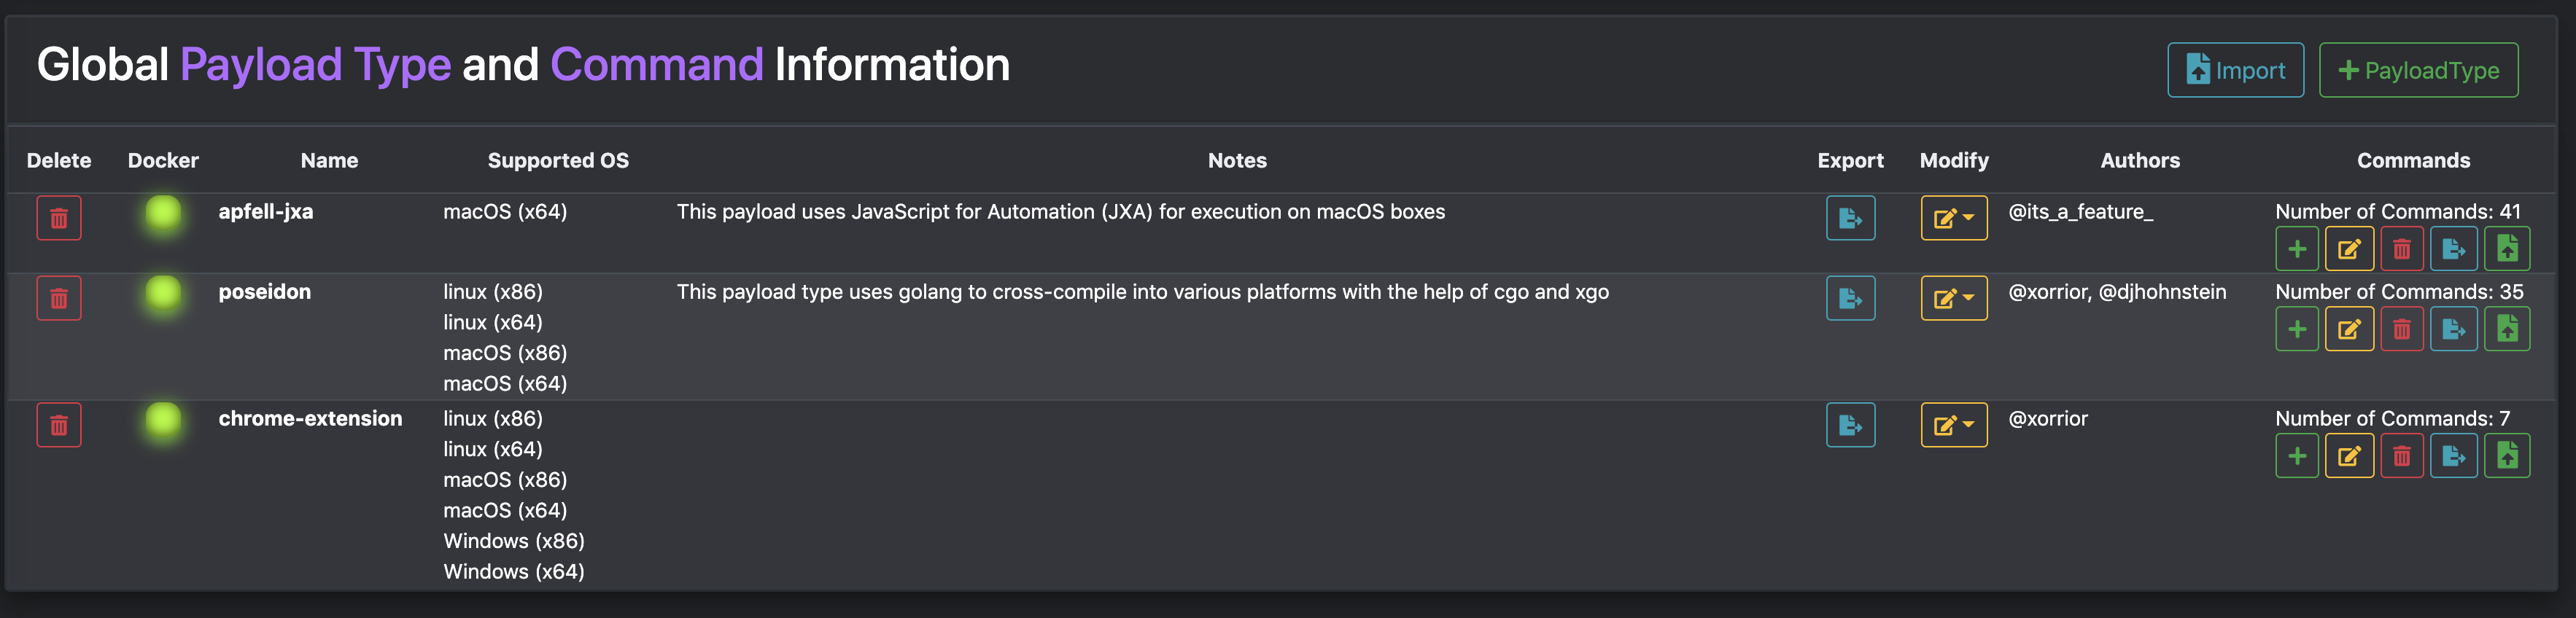 Global Payload Type and Command Information
Import
PayloadType
Delete Docker Name Supported OS Notes Export Modify Authors Commands
apfell-jxa macOS (x64) This payload uses JavaScript for Automation (JXA) for execution on macOS boxes @its_a_feature_ Number of Commands: 41
poseidon linux (x86) This payload type uses golang to cross-compile into various platforms with the help of cgo and xgo @xorrior, @djhohnstein Number of Commands: 35
linux (x64)
macOS (x86)
macOS (x64)
chrome-extension linux (x86) @xorrior Number of Commands: 7
linux (x64)
macOS (x86)
macOS (x64)
Windows (x86)
Windows (x64)